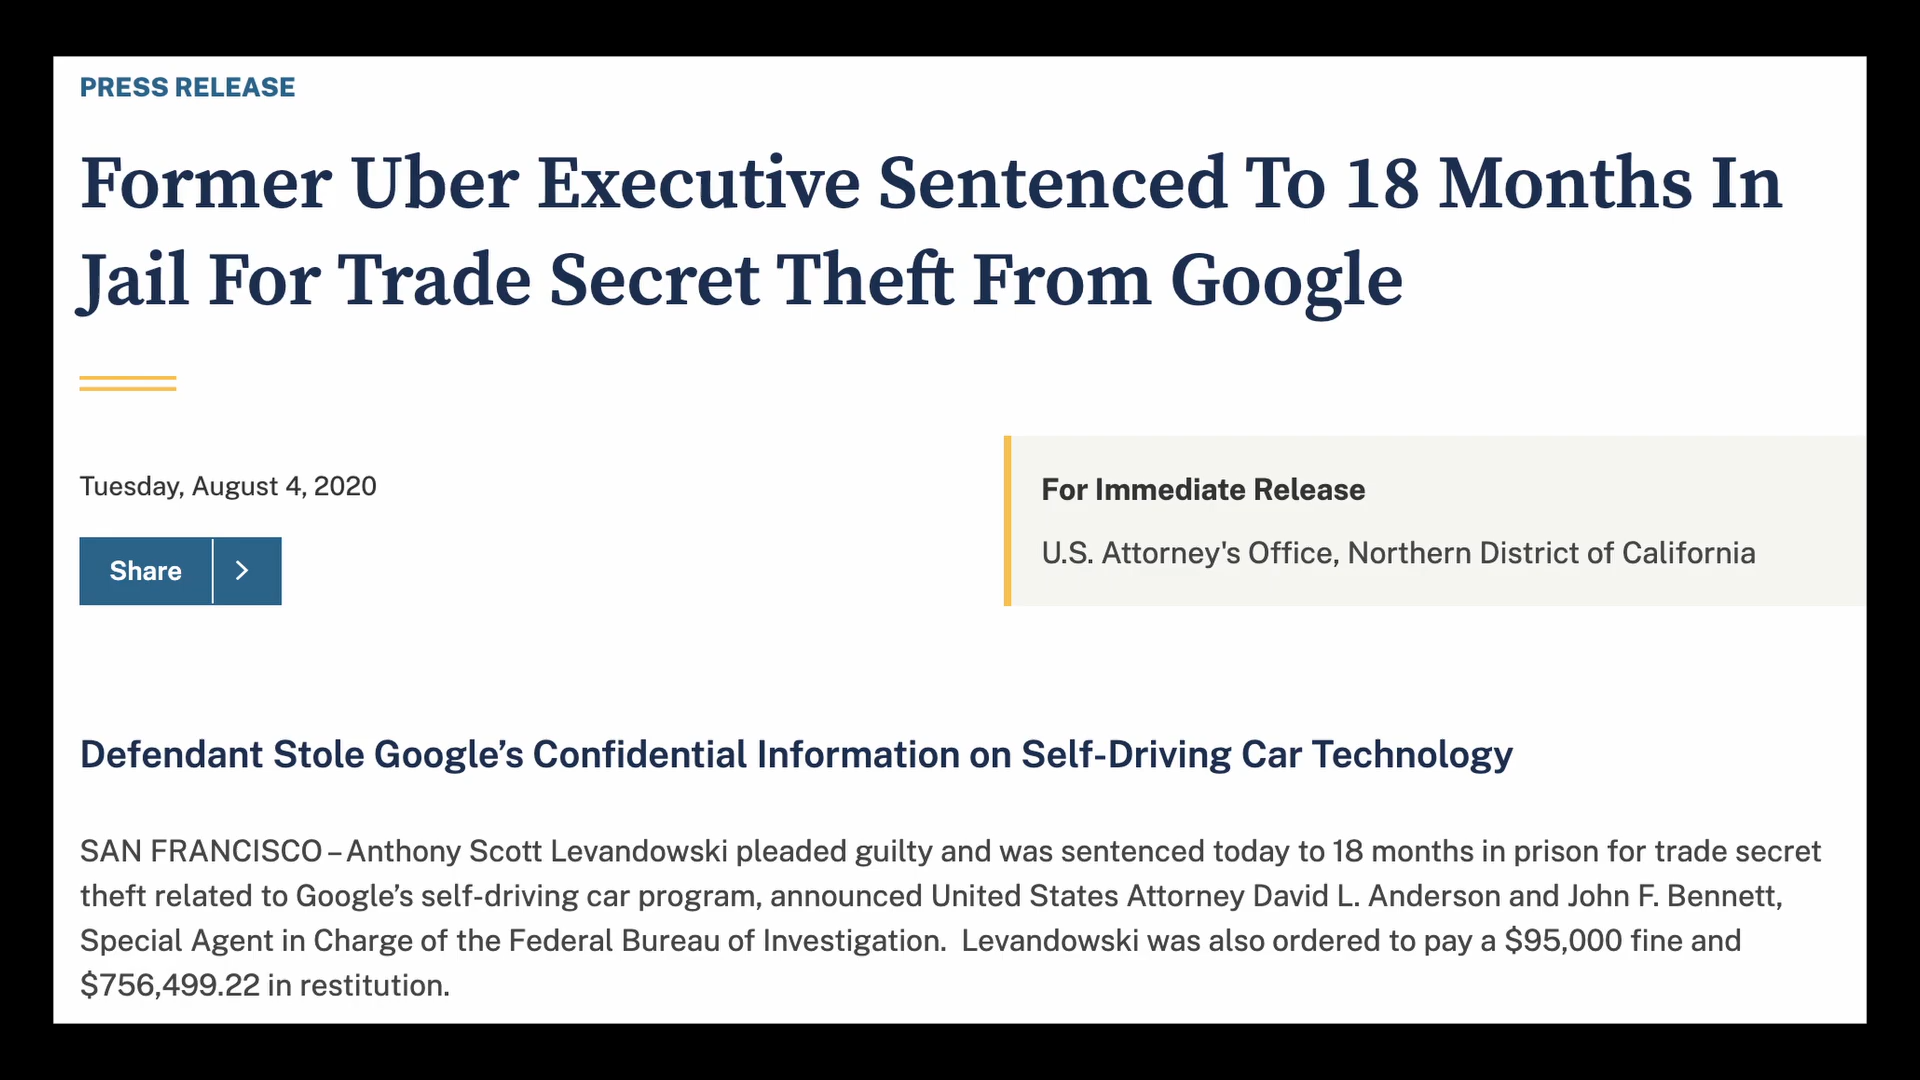 PRESS RELEASE
Former Uber Executive Sentenced To 18 Months In
Jail For Trade Secret Theft From Google
Tuesday, August 4, 2020
Share
For Immediate Release
U.S. Attorney's Office, Northern District of California
Defendant Stole Google’s Confidential Information on Self-Driving Car Technology
SAN FRANCISCO – Anthony Scott Levandowski pleaded guilty and was sentenced today to 18 months in prison for trade secret
theft related to Google’s self-driving car program, announced United States Attorney David L. Anderson and John F. Bennett,
Special Agent in Charge of the Federal Bureau of Investigation.  Levandowski was also ordered to pay a $95,000 fine and
$756,499.22 in restitution.